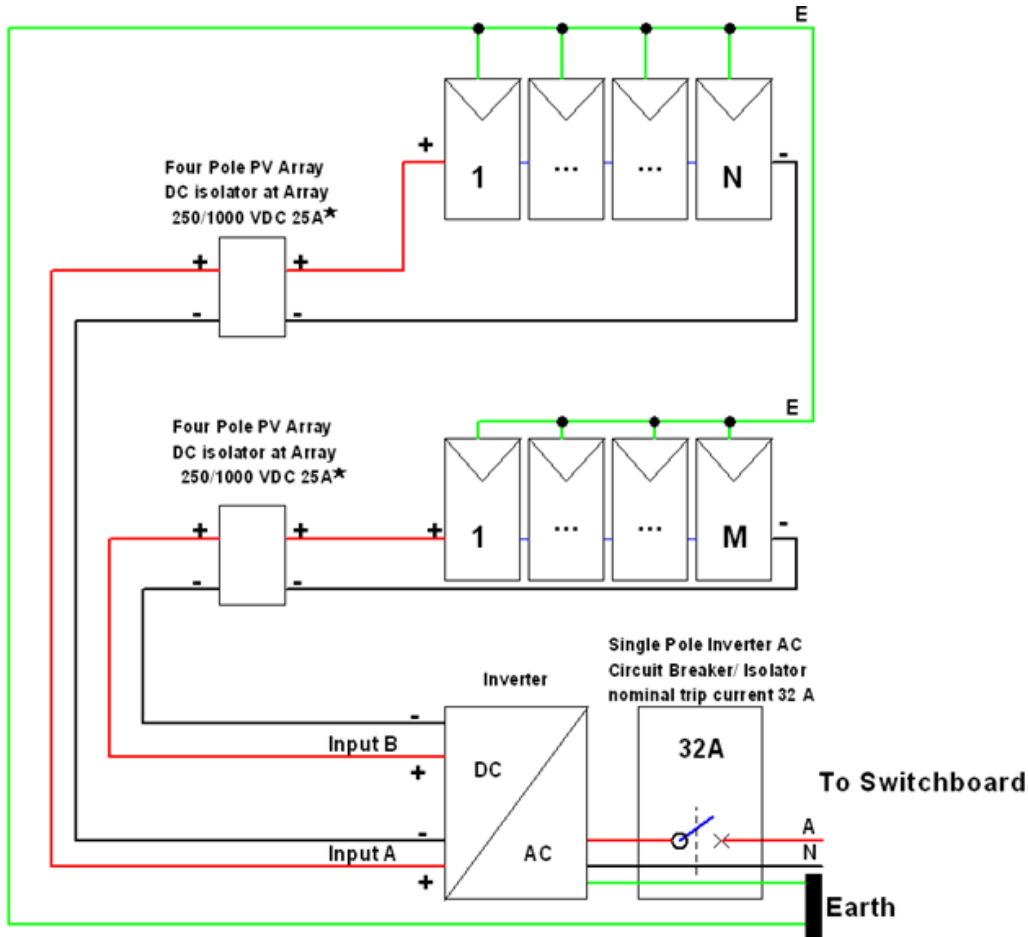 E
+
1
...
...
N
-
Four Pole PV Array
DC isolator at Array
250/1000 VDC 25A★
+
+
-
-
E
Four Pole PV Array
DC isolator at Array
250/1000 VDC 25A★
+
+
+
-
-
1
...
...
M
-
Inverter
Single Pole Inverter AC
Circuit Breaker/ Isolator
nominal trip current 32 A
-
Input B
+
-
Input A
+
DC
AC
32A
To Switchboard
A
N
Earth